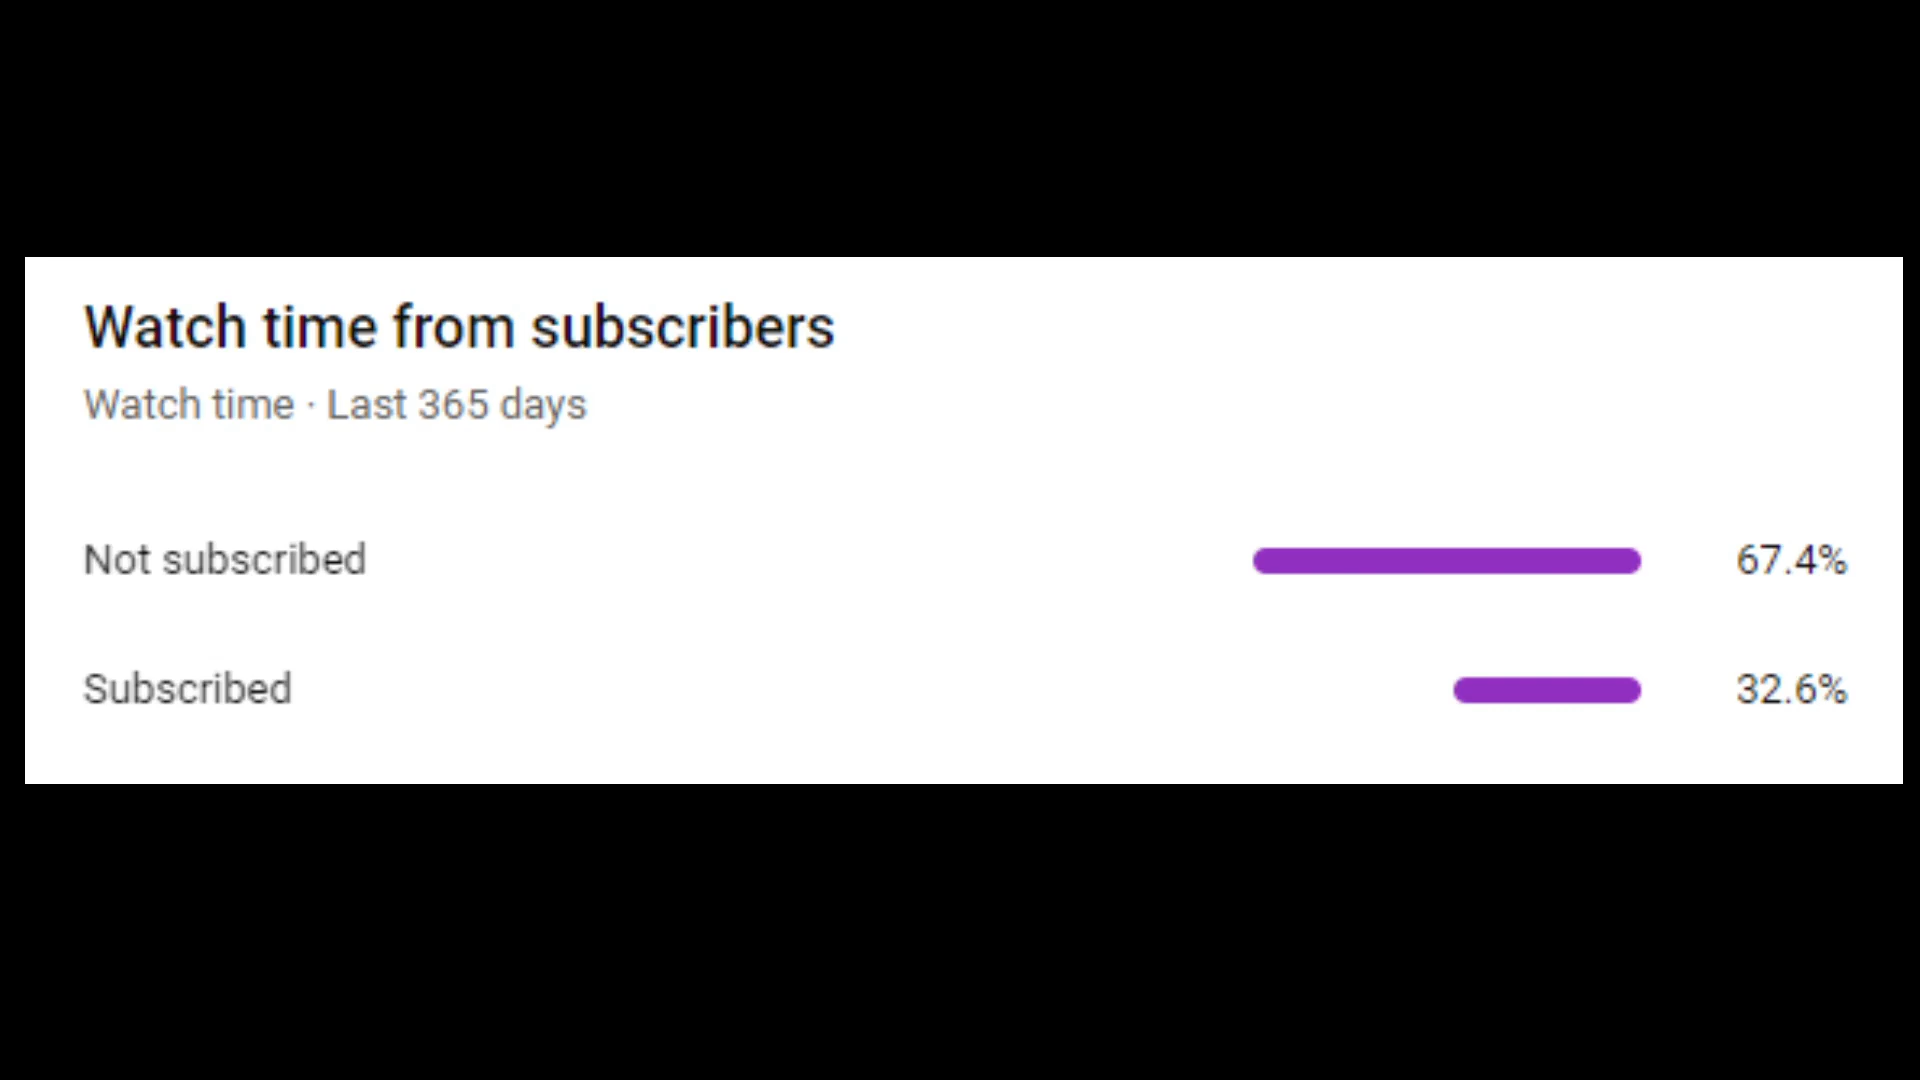 Watch time from subscribers
Watch time · Last 365 days
Not subscribed 67.4%
Subscribed 32.6%